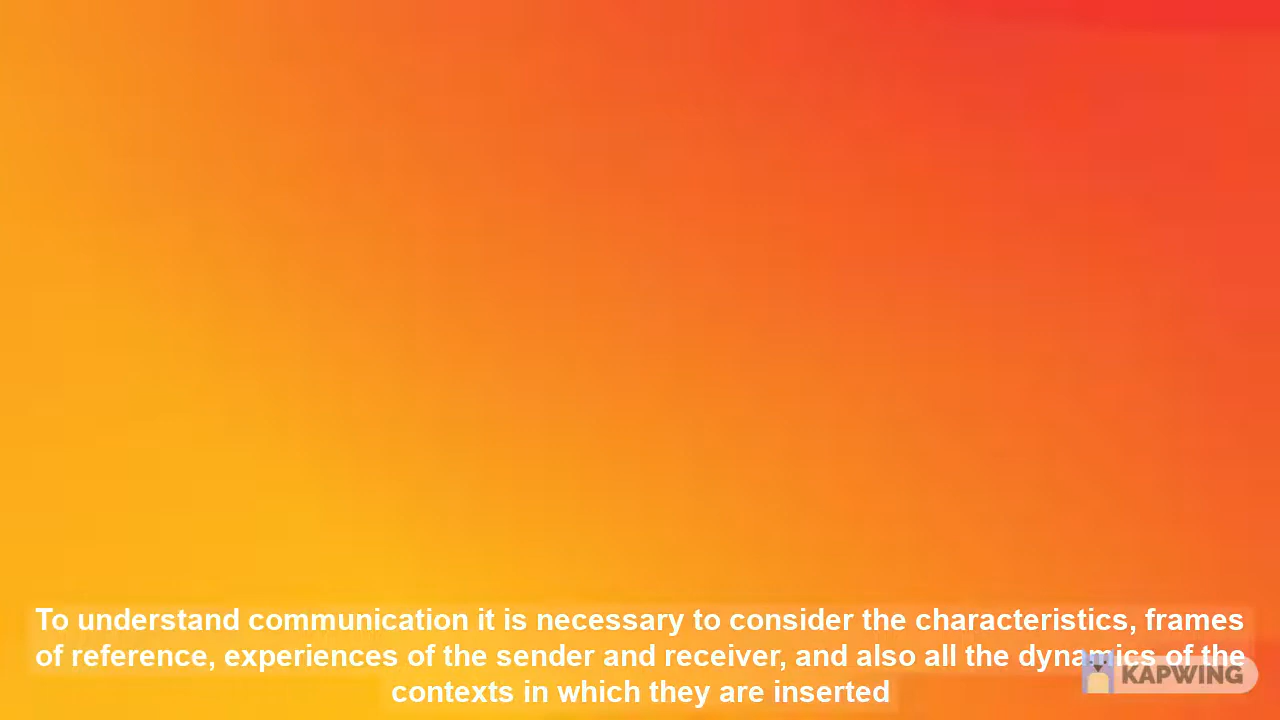 To understand communication it is necessary to consider the characteristics, frames
of reference, experiences of the sender and receiver, and also all the dynamics of the
contexts in which they are inserted
KAPWING